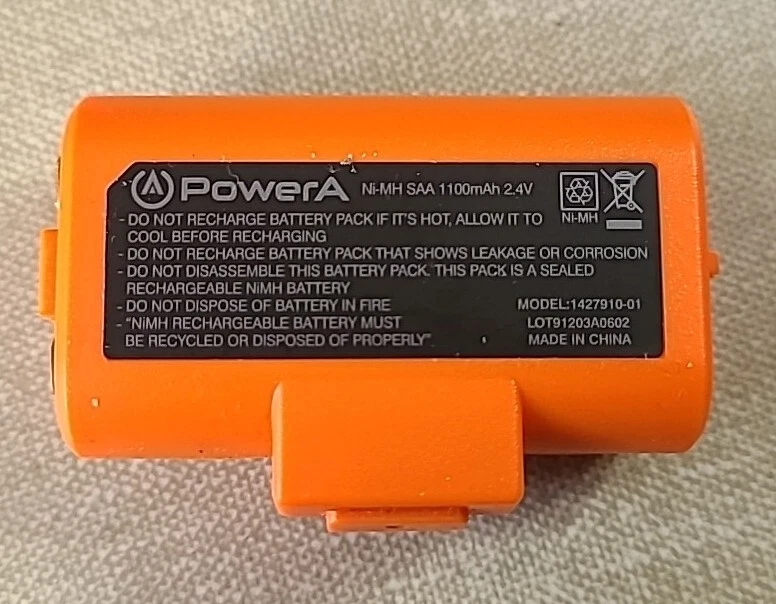 PowerA Ni-MH SAA 1100mAh 2.4V
Ni-MH
- DO NOT RECHARGE BATTERY PACK IF IT'S HOT, ALLOW IT TO
COOL BEFORE RECHARGING
- DO NOT RECHARGE BATTERY PACK THAT SHOWS LEAKAGE OR CORROSION
- DO NOT DISASSEMBLE THIS BATTERY PACK. THIS PACK IS A SEALED
RECHARGEABLE NiMH BATTERY
- DO NOT DISPOSE OF BATTERY IN FIRE
- "NiMH RECHARGEABLE BATTERY MUST
BE RECYCLED OR DISPOSED OF PROPERLY"
MODEL:1427910-01
LOT91203A0602
MADE IN CHINA